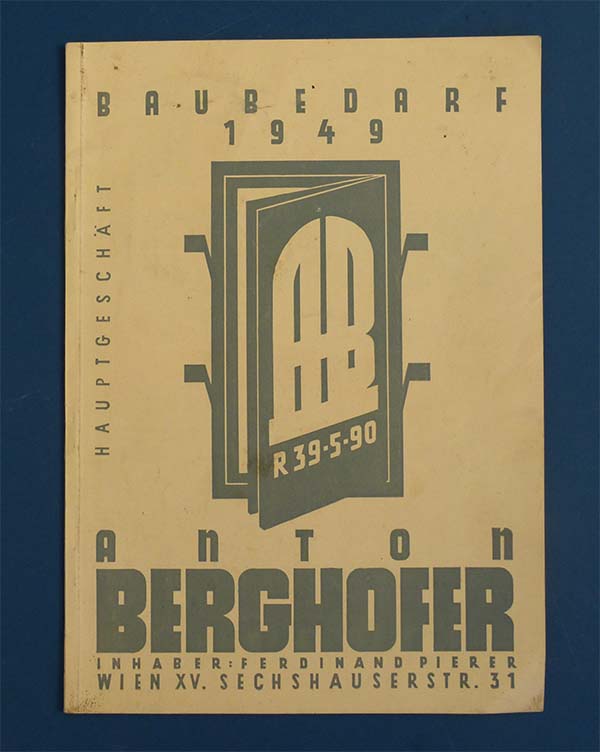 BAUBEDARF
1949
HAUPTGESCHÄFT
AB
R 39-5-90
ANTON
BERGHOFER
INHABER: FERDINAND PIERER
WIEN XV. SECHSHAUSERSTR. 31